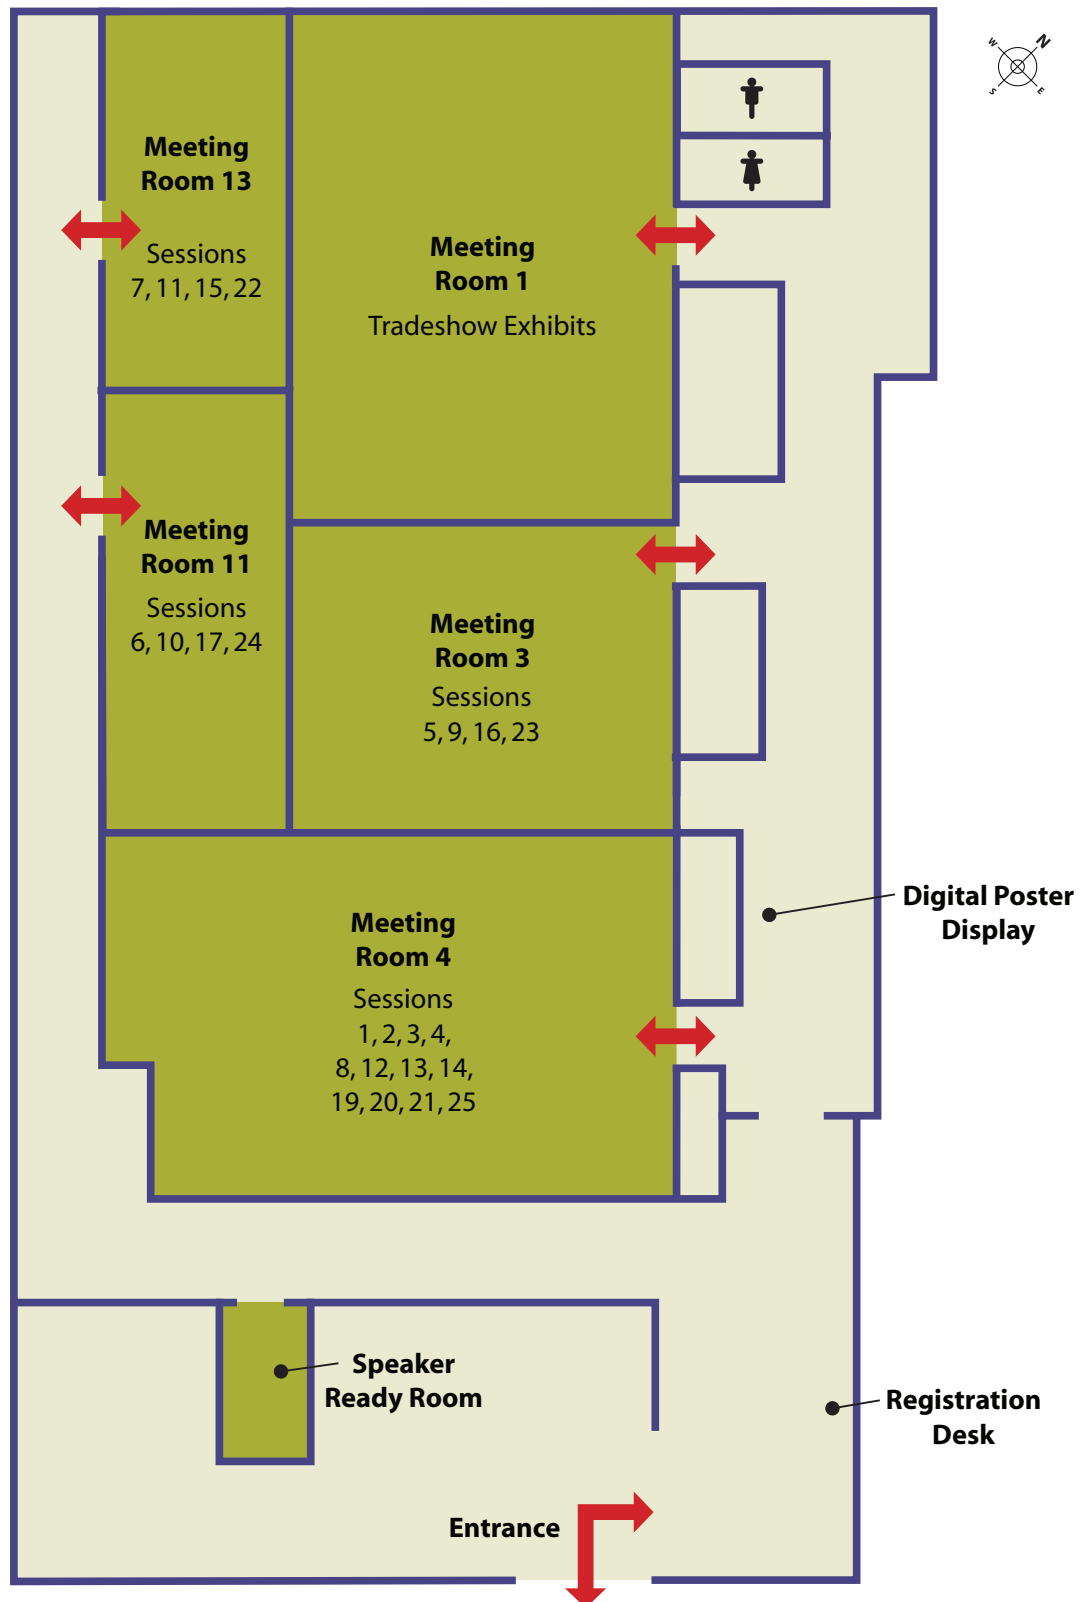 W
N
S
E
Meeting
Room 13
Sessions
7, 11, 15, 22
Meeting
Room 1
Tradeshow Exhibits
Meeting
Room 11
Sessions
6, 10, 17, 24
Meeting
Room 3
Sessions
5, 9, 16, 23
Meeting
Room 4
Sessions
1, 2, 3, 4,
8, 12, 13, 14,
19, 20, 21, 25
Digital Poster
Display
Speaker
Ready Room
Registration
Desk
Entrance